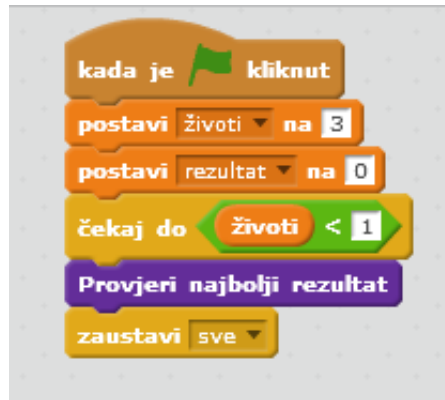 kada je kliknut
postavi životi na 3
postavi rezultat na 0
čekaj do životi < 1
Provjeri najbolji rezultat
zaustavi sve